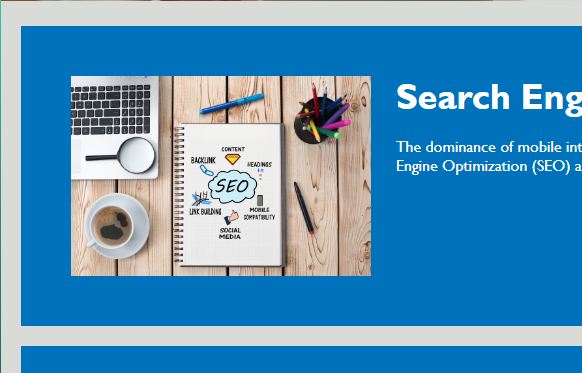 Search Eng
The dominance of mobile int
Engine Optimization (SEO) a
CONTENT
BACKLINK
HEADINGS
SEO
LINK BUILDING
MOBILE
COMPATIBILITY
SOCIAL
MEDIA